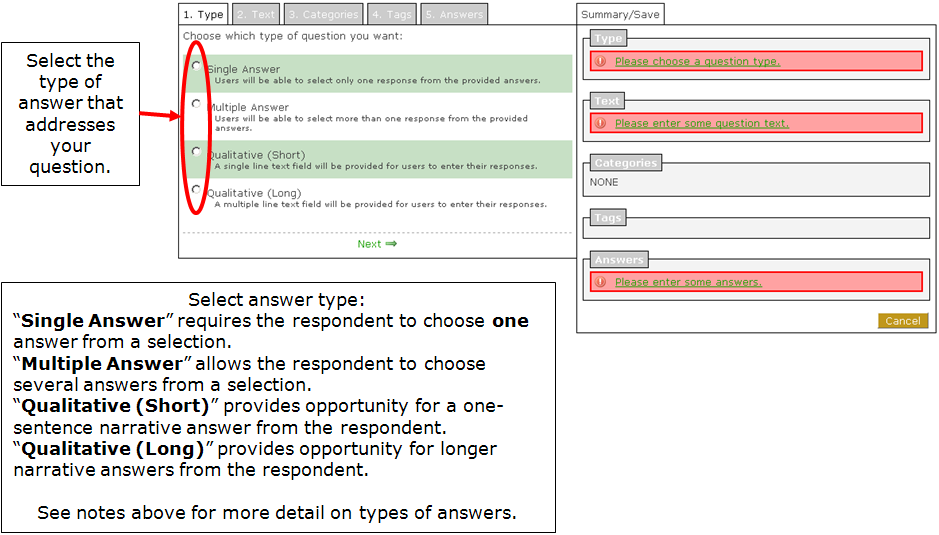 1. Type
2. Text
3. Categories
4. Tags
5. Answers
Summary/Save
Choose which type of question you want:
Single Answer
Users will be able to select only one response from the provided answers.
Multiple Answer
Users will be able to select more than one response from the provided
answers.
Qualitative (Short)
A single line text field will be provided for users to enter their responses.
Qualitative (Long)
A multiple line text field will be provided for users to enter their responses.
Next ⇒
Select the
type of
answer that
addresses
your
question.
Type
Please choose a question type.
Text
Please enter some question text.
Categories
NONE
Tags
Answers
Please enter some answers.
Cancel
Select answer type:
“Single Answer” requires the respondent to choose one
answer from a selection.
“Multiple Answer” allows the respondent to choose
several answers from a selection.
“Qualitative (Short)” provides opportunity for a one-
sentence narrative answer from the respondent.
“Qualitative (Long)” provides opportunity for longer
narrative answers from the respondent.
See notes above for more detail on types of answers.